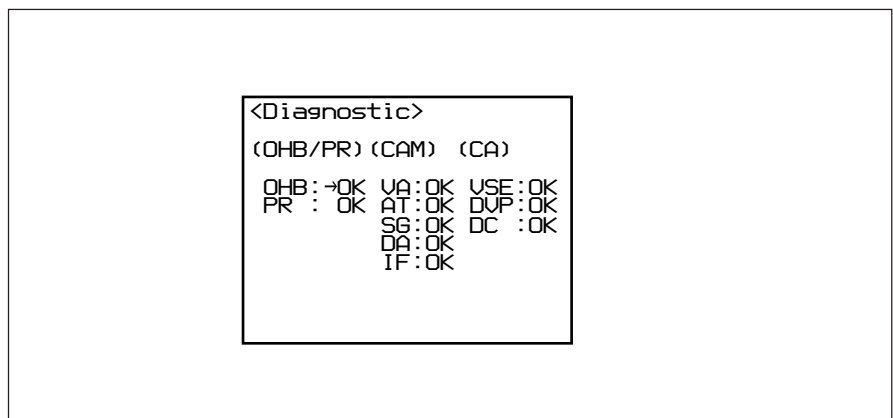 <Diagnostic>
(OHB/PR) (CAM) (CA)
OHB:→OK VA:OK VSE:OK
PR : OK AT:OK DVP:OK
SG:OK DC :OK
DA:OK
IF:OK